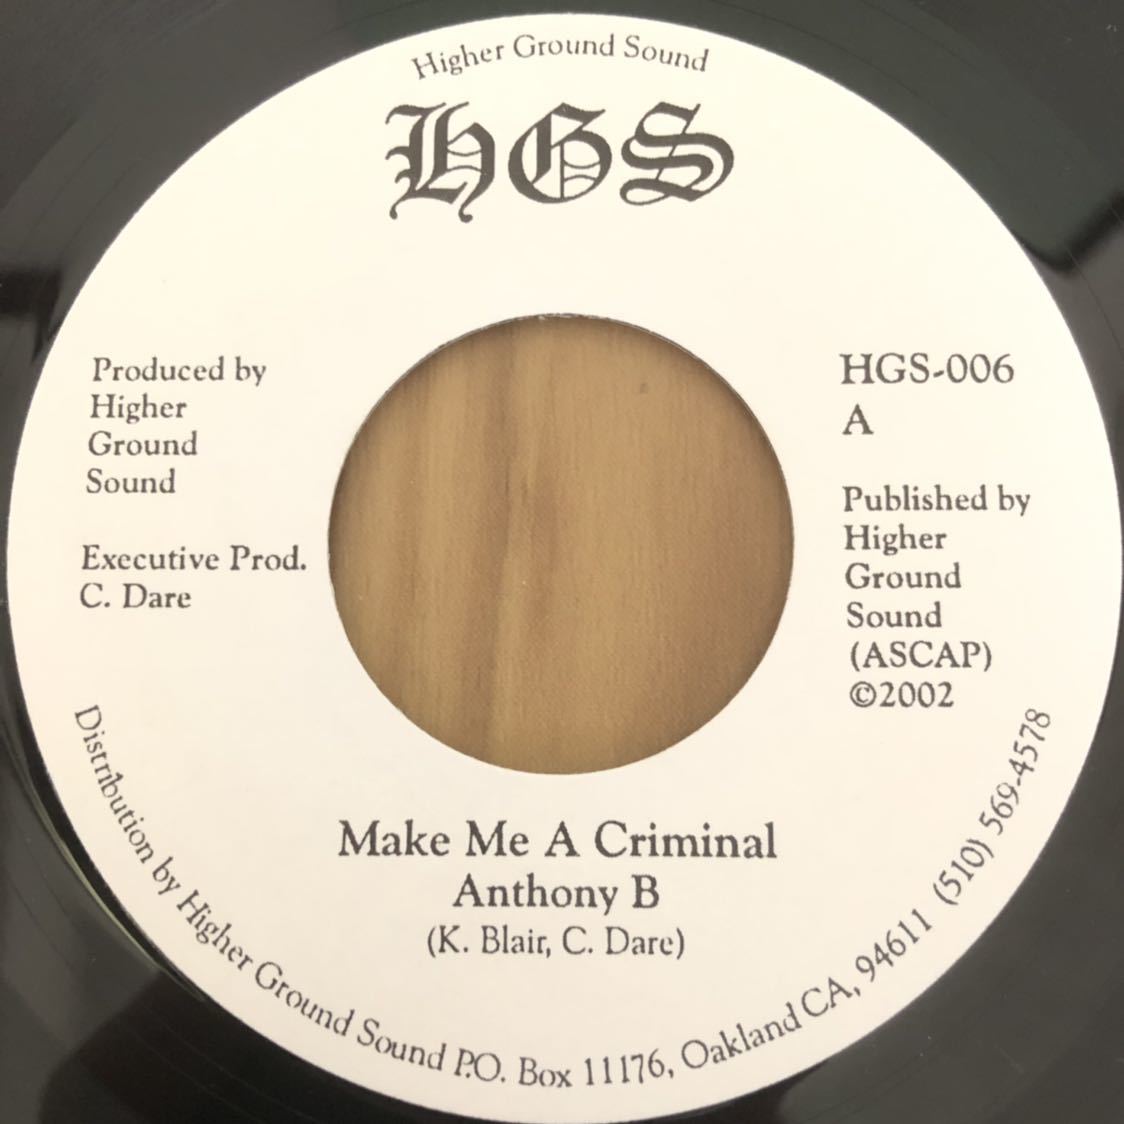 Higher Ground Sound
HGS
Produced by
Higher
Ground
Sound
Executive Prod.
C. Dare
HGS-006
A
Published by
Higher
Ground
Sound
(ASCAP)
©2002
Make Me A Criminal
Anthony B
(K. Blair, C. Dare)
Distribution by Higher Ground Sound P.O. Box 11176, Oakland CA, 94611 (510) 569-4578